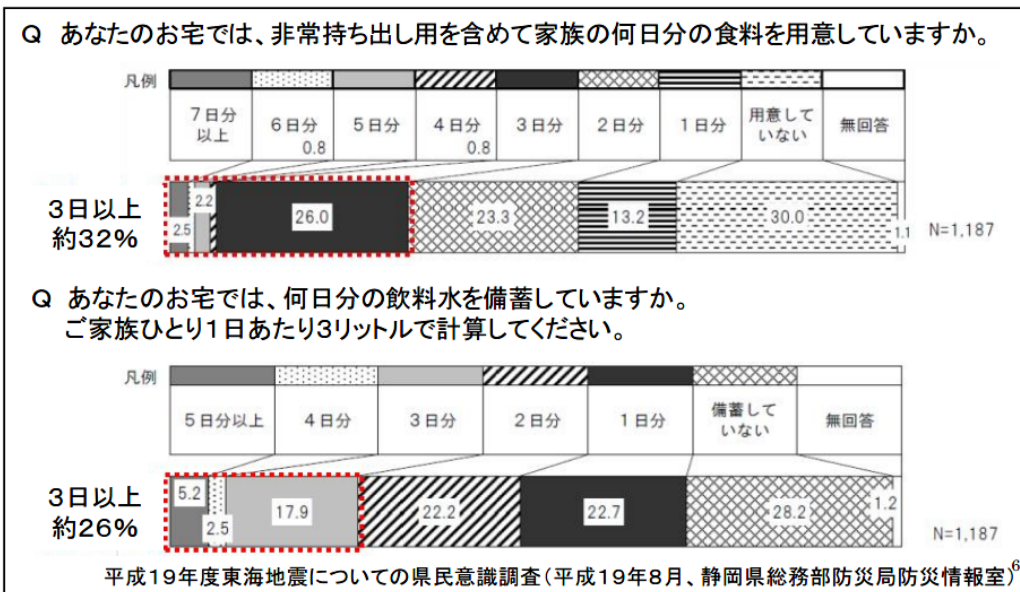 Q あなたのお宅では、非常持ち出し用を含めて家族の何日分の食料を用意していますか。
凡例
7日分以上 6日分 0.8 5日分 4日分 0.8 3日分 2日分 1日分 用意していない 無回答
3日以上
約32%
2.5 2.2 26.0 23.3 13.2 30.0 1.1 N=1,187
Q あなたのお宅では、何日分の飲料水を備蓄していますか。
ご家族ひとり1日あたり3リットルで計算してください。
凡例
5日分以上 4日分 3日分 2日分 1日分 備蓄していない 無回答
3日以上
約26%
5.2 2.5 17.9 22.2 22.7 28.2 1.2 N=1,187
平成19年度東海地震についての県民意識調査(平成19年8月、静岡県総務部防災局防災情報室)
6